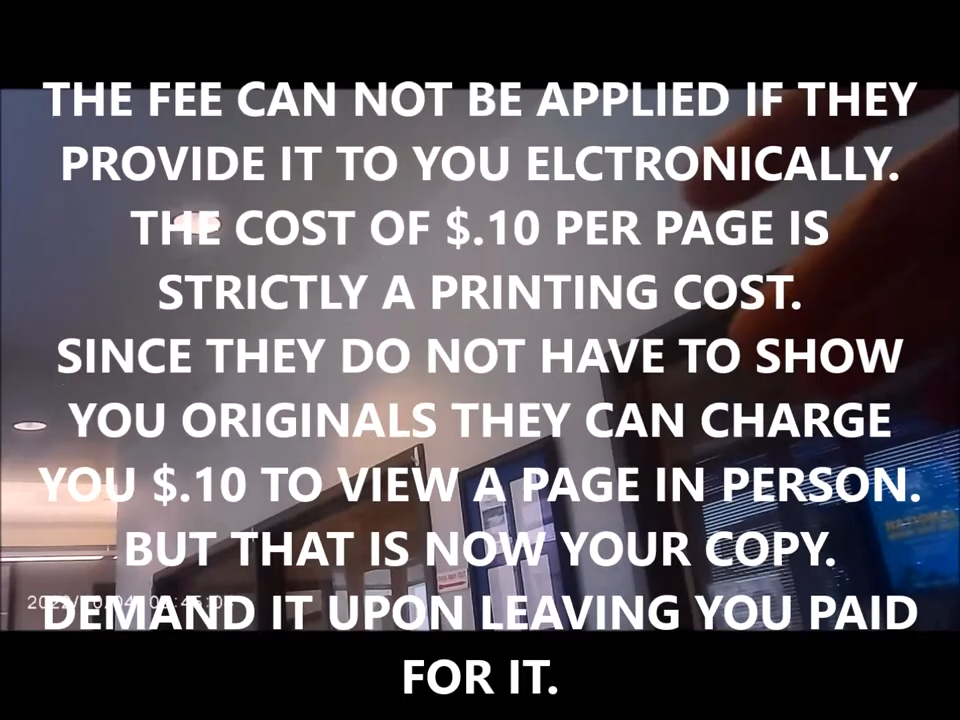 THE FEE CAN NOT BE APPLIED IF THEY
PROVIDE IT TO YOU ELCTRONICALLY.
THE COST OF $.10 PER PAGE IS
STRICTLY A PRINTING COST.
SINCE THEY DO NOT HAVE TO SHOW
YOU ORIGINALS THEY CAN CHARGE
YOU $.10 TO VIEW A PAGE IN PERSON.
BUT THAT IS NOW YOUR COPY.
DEMAND IT UPON LEAVING YOU PAID
FOR IT.